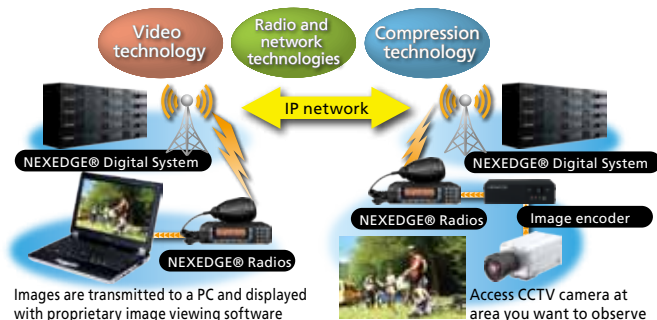 Video
technology
Radio and
network
technologies
Compression
technology
IP network
NEXEDGE® Digital System
NEXEDGE® Digital System
NEXEDGE® Radios
Image encoder
NEXEDGE® Radios
Images are transmitted to a PC and displayed
with proprietary image viewing software
Access CCTV camera at
area you want to observe